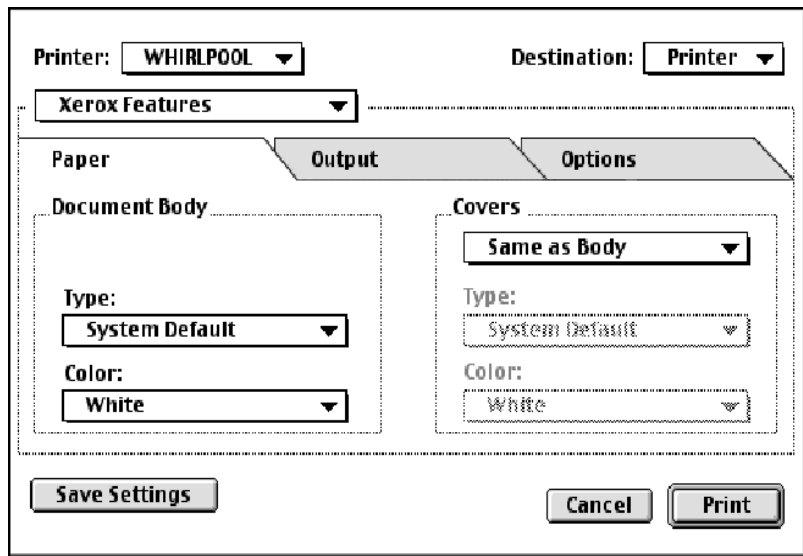 Printer: WHIRLPOOL Destination: Printer
Xerox Features
Paper Output Options
Document Body Covers
Same as Body
Type: Type:
System Default System Default
Color: Color:
White White
Save Settings Cancel Print